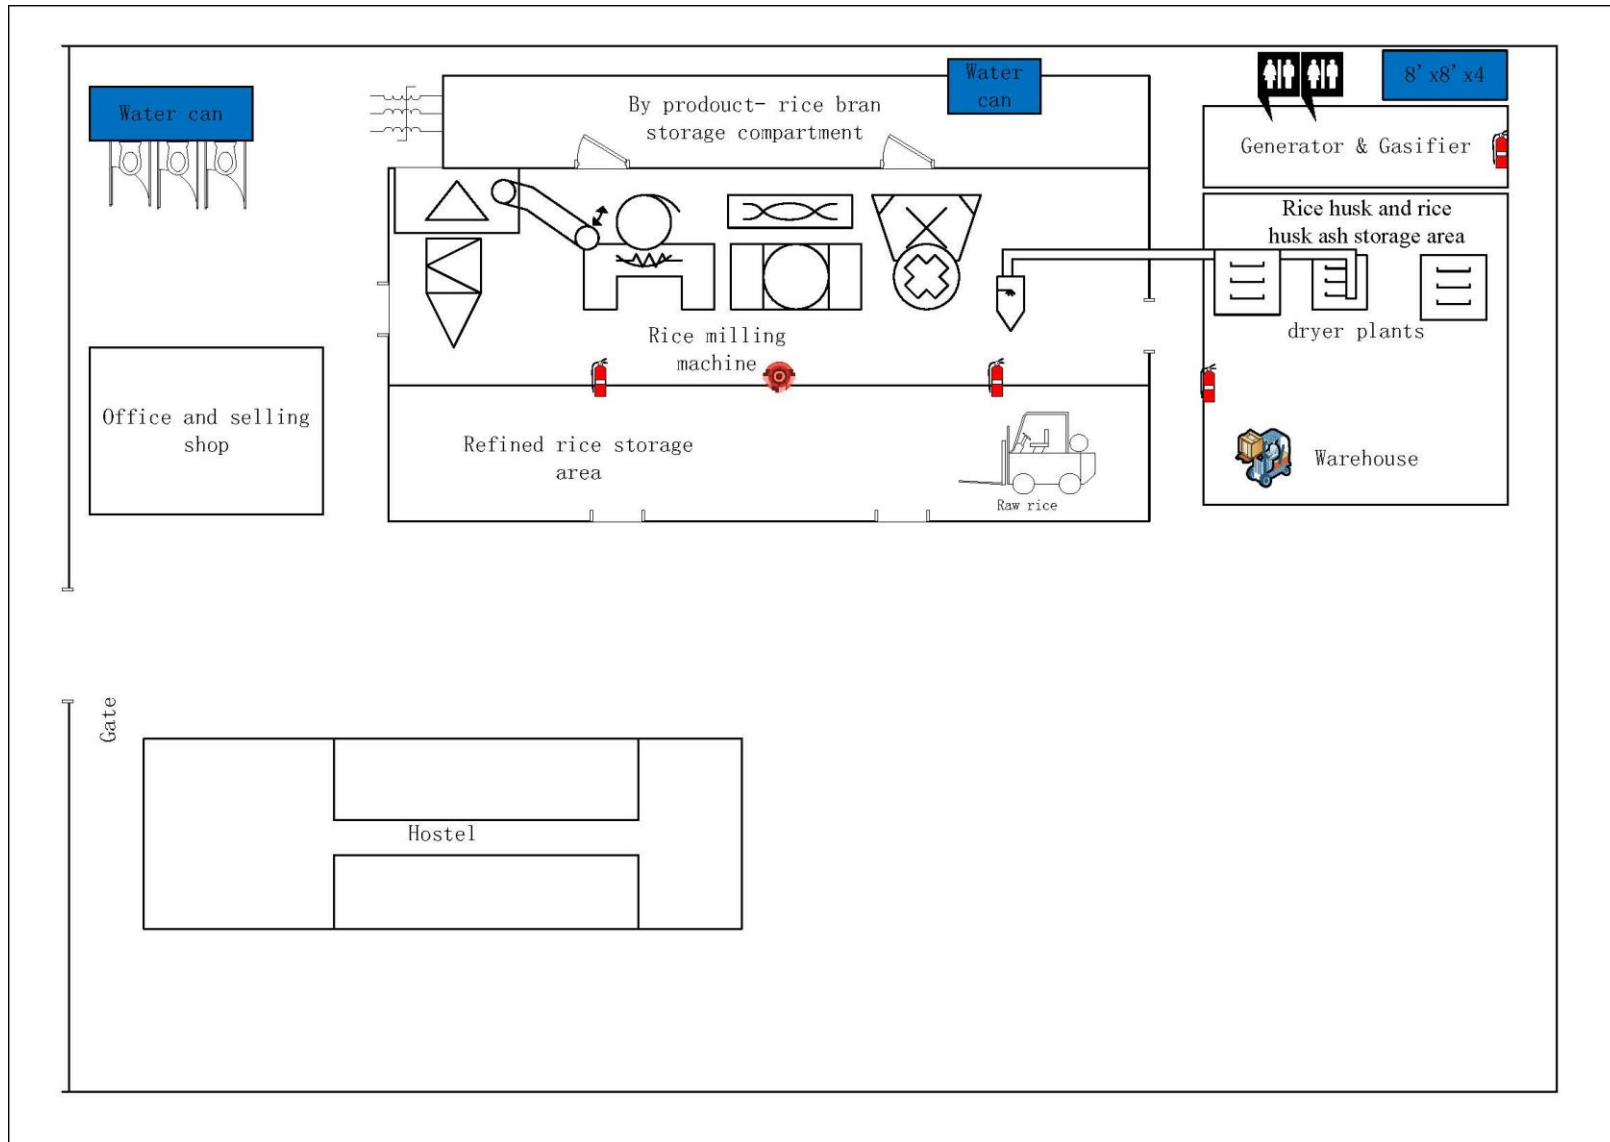 Water can
By prodouct- rice bran
storage compartment
Water
can
8'x8'x4
Generator & Gasifier
Rice husk and rice
husk ash storage area
dryer plants
Rice milling
machine
Office and selling
shop
Refined rice storage
area
Raw rice
Warehouse
Gate
Hostel